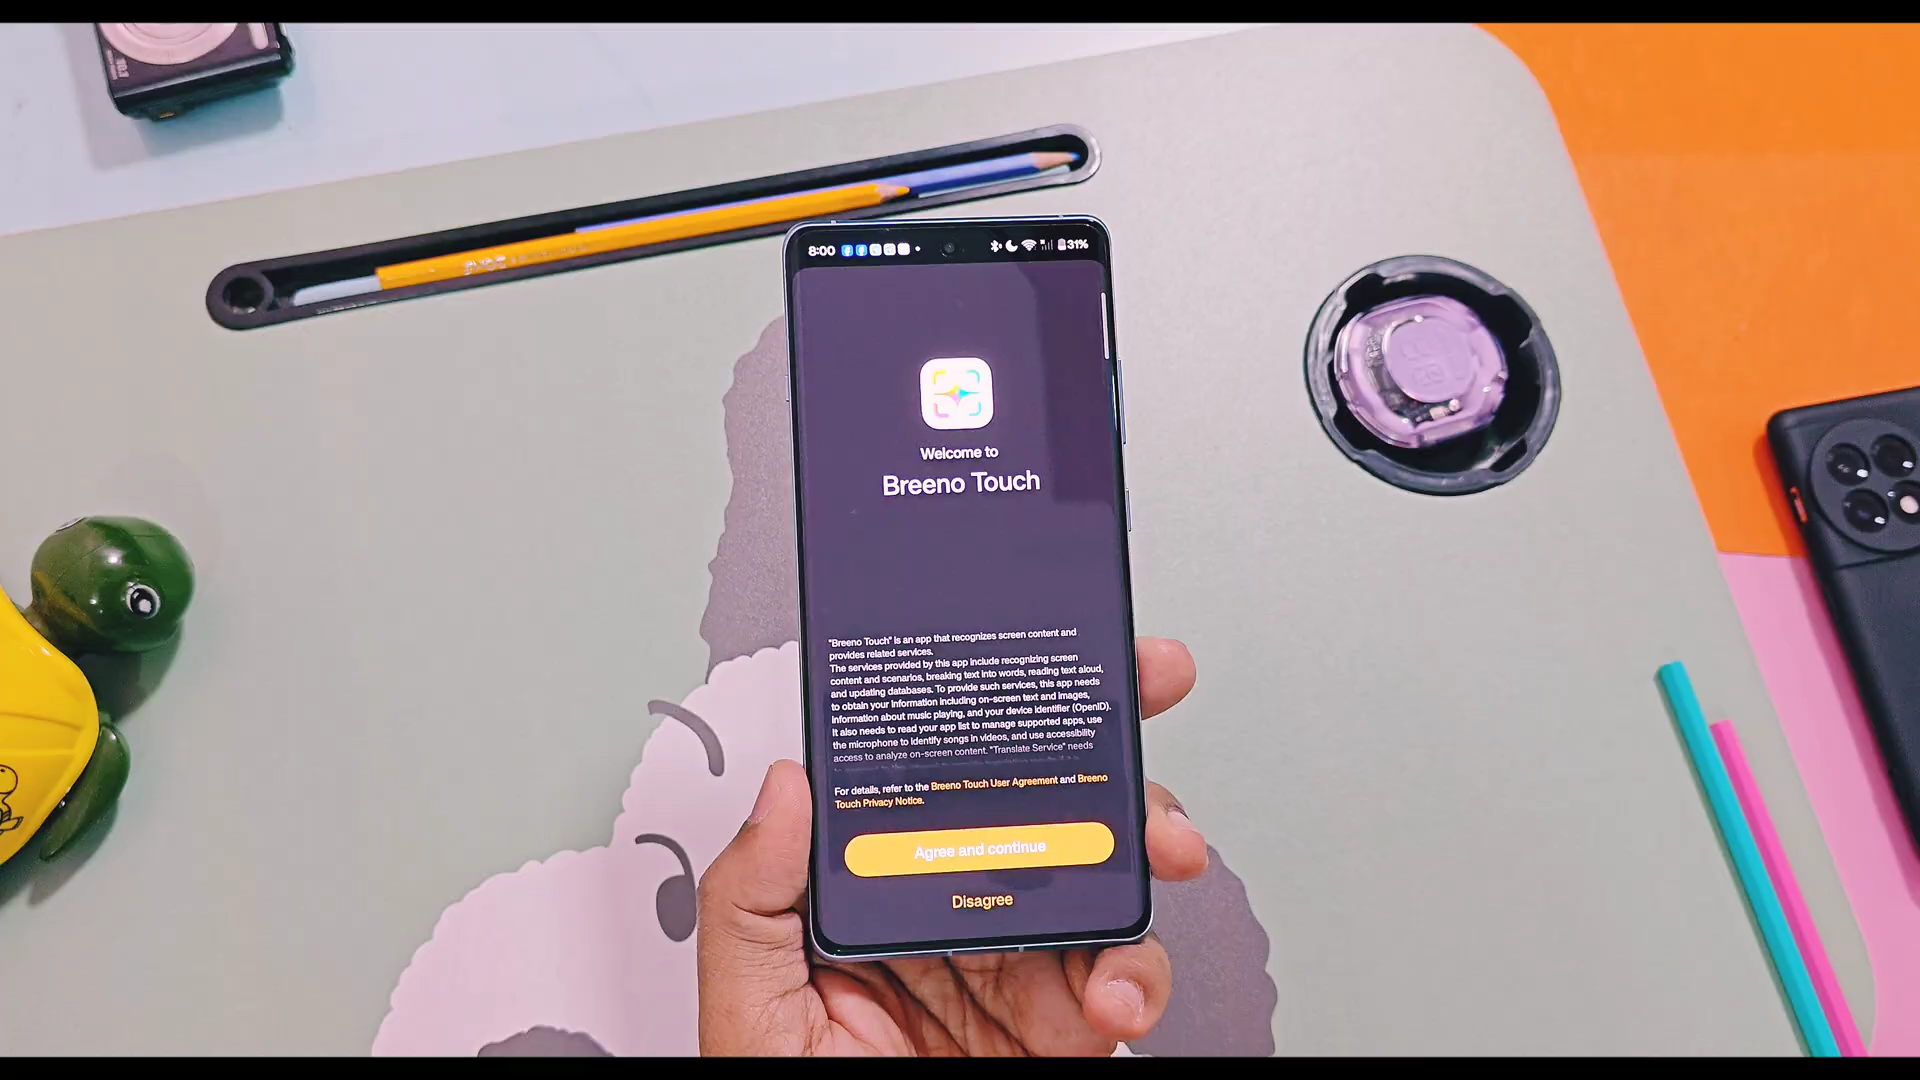 8:00
31%
Welcome to
Breeno Touch
"Breeno Touch" is an app that recognizes screen content and
provides related services.
The services provided by this app include recognizing screen
content and scenarios, breaking text into words, reading text aloud,
and updating databases. To provide such services, this app needs
to obtain your information including on-screen text and images,
information about music playing, and your device identifier (OpenID).
It also needs to read your app list to manage supported apps, use
the microphone to identify songs in videos, and use accessibility
access to analyze on-screen content. "Translate Service" needs
For details, refer to the Breeno Touch User Agreement and Breeno
Touch Privacy Notice.
Agree and continue
Disagree